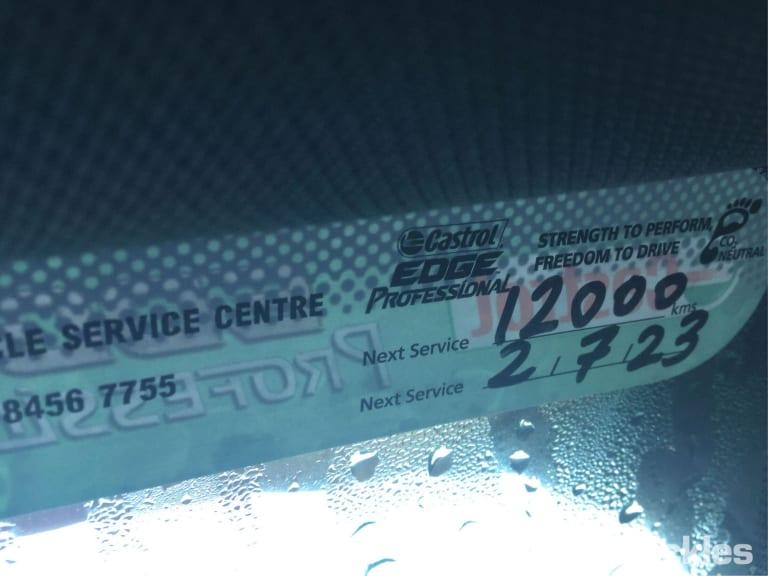 Castrol
EDGE
PROFESSIONAL
STRENGTH TO PERFORM,
FREEDOM TO DRIVE
CO2
NEUTRAL
CLE SERVICE CENTRE
8456 7755
Next Service 12000 kms
Next Service 2/7/23